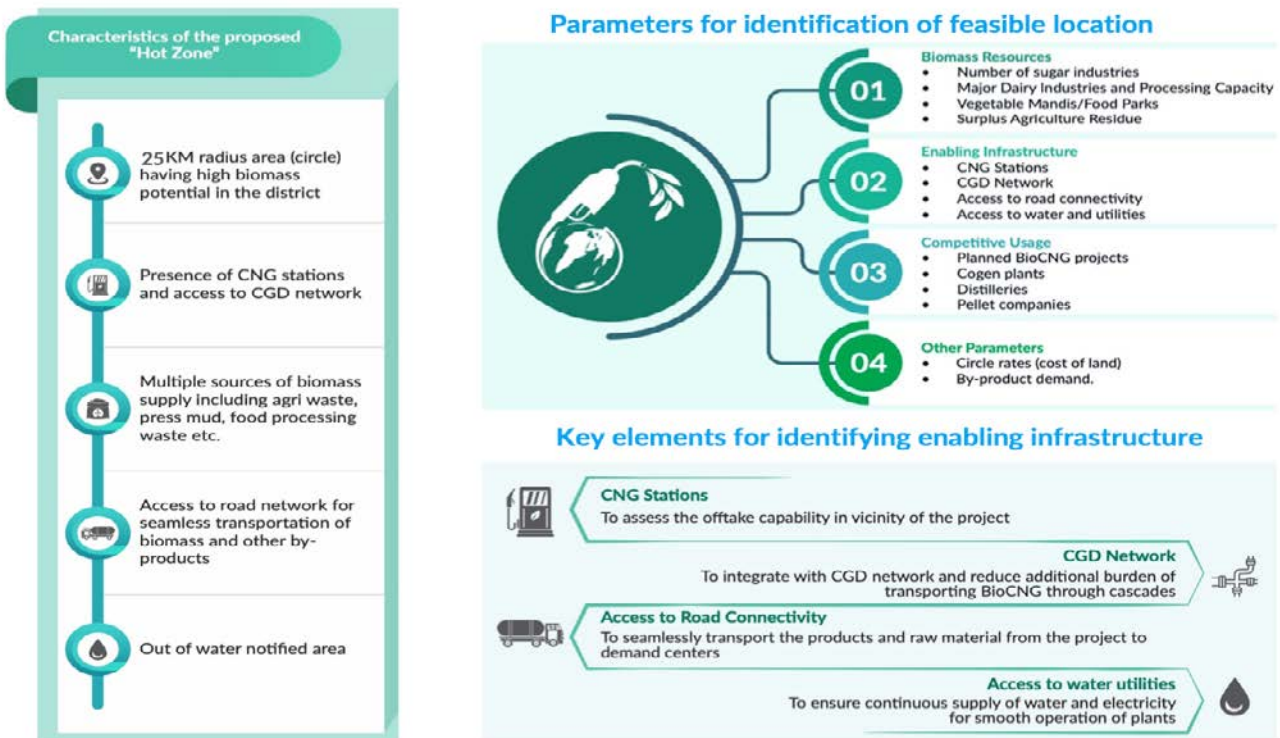 Characteristics of the proposed
"Hot Zone"
25KM radius area (circle)
having high biomass
potential in the district
Presence of CNG stations
and access to CGD network
Multiple sources of biomass
supply including agri waste,
press mud, food processing
waste etc.
Access to road network for
seamless transportation of
biomass and other by-
products
Out of water notified area
Parameters for identification of feasible location
01
Biomass Resources
• Number of sugar industries
• Major Dairy Industries and Processing Capacity
• Vegetable Mandis/Food Parks
• Surplus Agriculture Residue
02
Enabling Infrastructure
• CNG Stations
• CGD Network
• Access to road connectivity
• Access to water and utilities
03
Competitive Usage
• Planned BioCNG projects
• Cogen plants
• Distilleries
• Pellet companies
04
Other Parameters
• Circle rates (cost of land)
• By-product demand.
Key elements for identifying enabling infrastructure
CNG Stations
To assess the offtake capability in vicinity of the project
CGD Network
To integrate with CGD network and reduce additional burden of
transporting BioCNG through cascades
Access to Road Connectivity
To seamlessly transport the products and raw material from the project to
demand centers
Access to water utilities
To ensure continuous supply of water and electricity
for smooth operation of plants